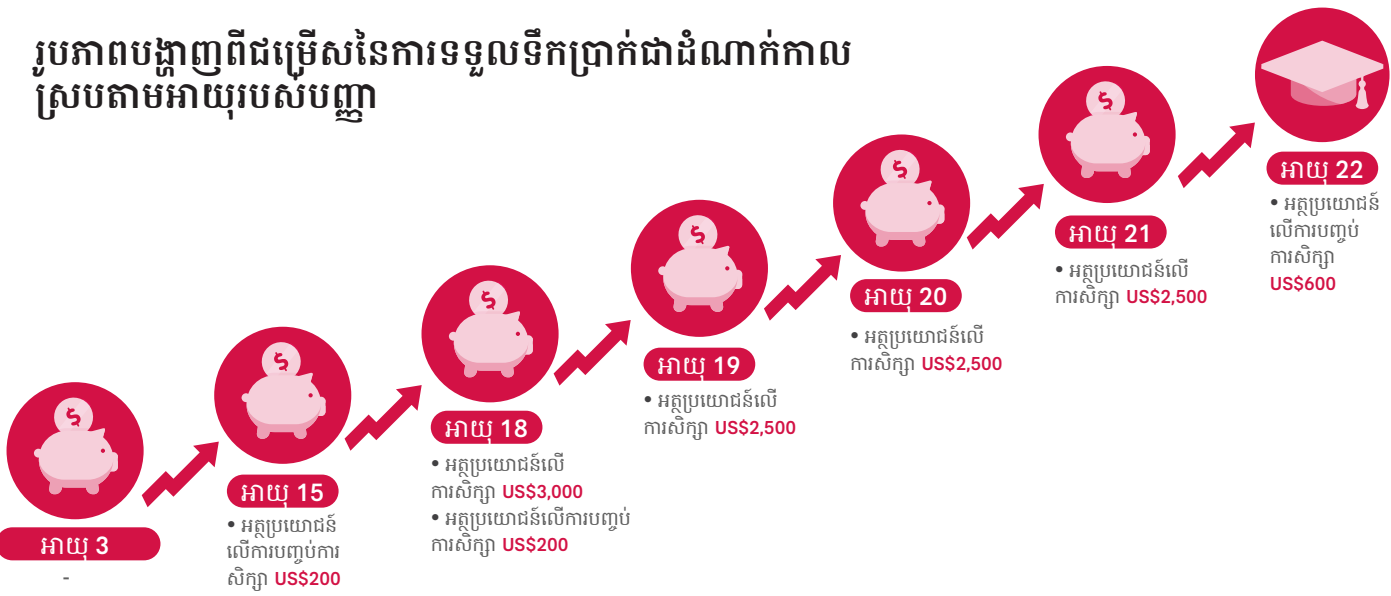 រូបភាពបង្ហាញពីជម្រើសនៃការទទួលទឹកប្រាក់ជាដំណាក់កាល
ស្របតាមអាយុរបស់បញ្ញា
អាយុ 3
-
អាយុ 15
• អត្ថប្រយោជន៍
លើការបញ្ចប់ការ
សិក្សា US$200
អាយុ 18
• អត្ថប្រយោជន៍លើ
ការសិក្សា US$3,000
• អត្ថប្រយោជន៍លើការបញ្ចប់
ការសិក្សា US$200
អាយុ 19
• អត្ថប្រយោជន៍លើ
ការសិក្សា US$2,500
អាយុ 20
• អត្ថប្រយោជន៍លើ
ការសិក្សា US$2,500
អាយុ 21
• អត្ថប្រយោជន៍លើ
ការសិក្សា US$2,500
អាយុ 22
• អត្ថប្រយោជន៍
លើការបញ្ចប់
ការសិក្សា
US$600